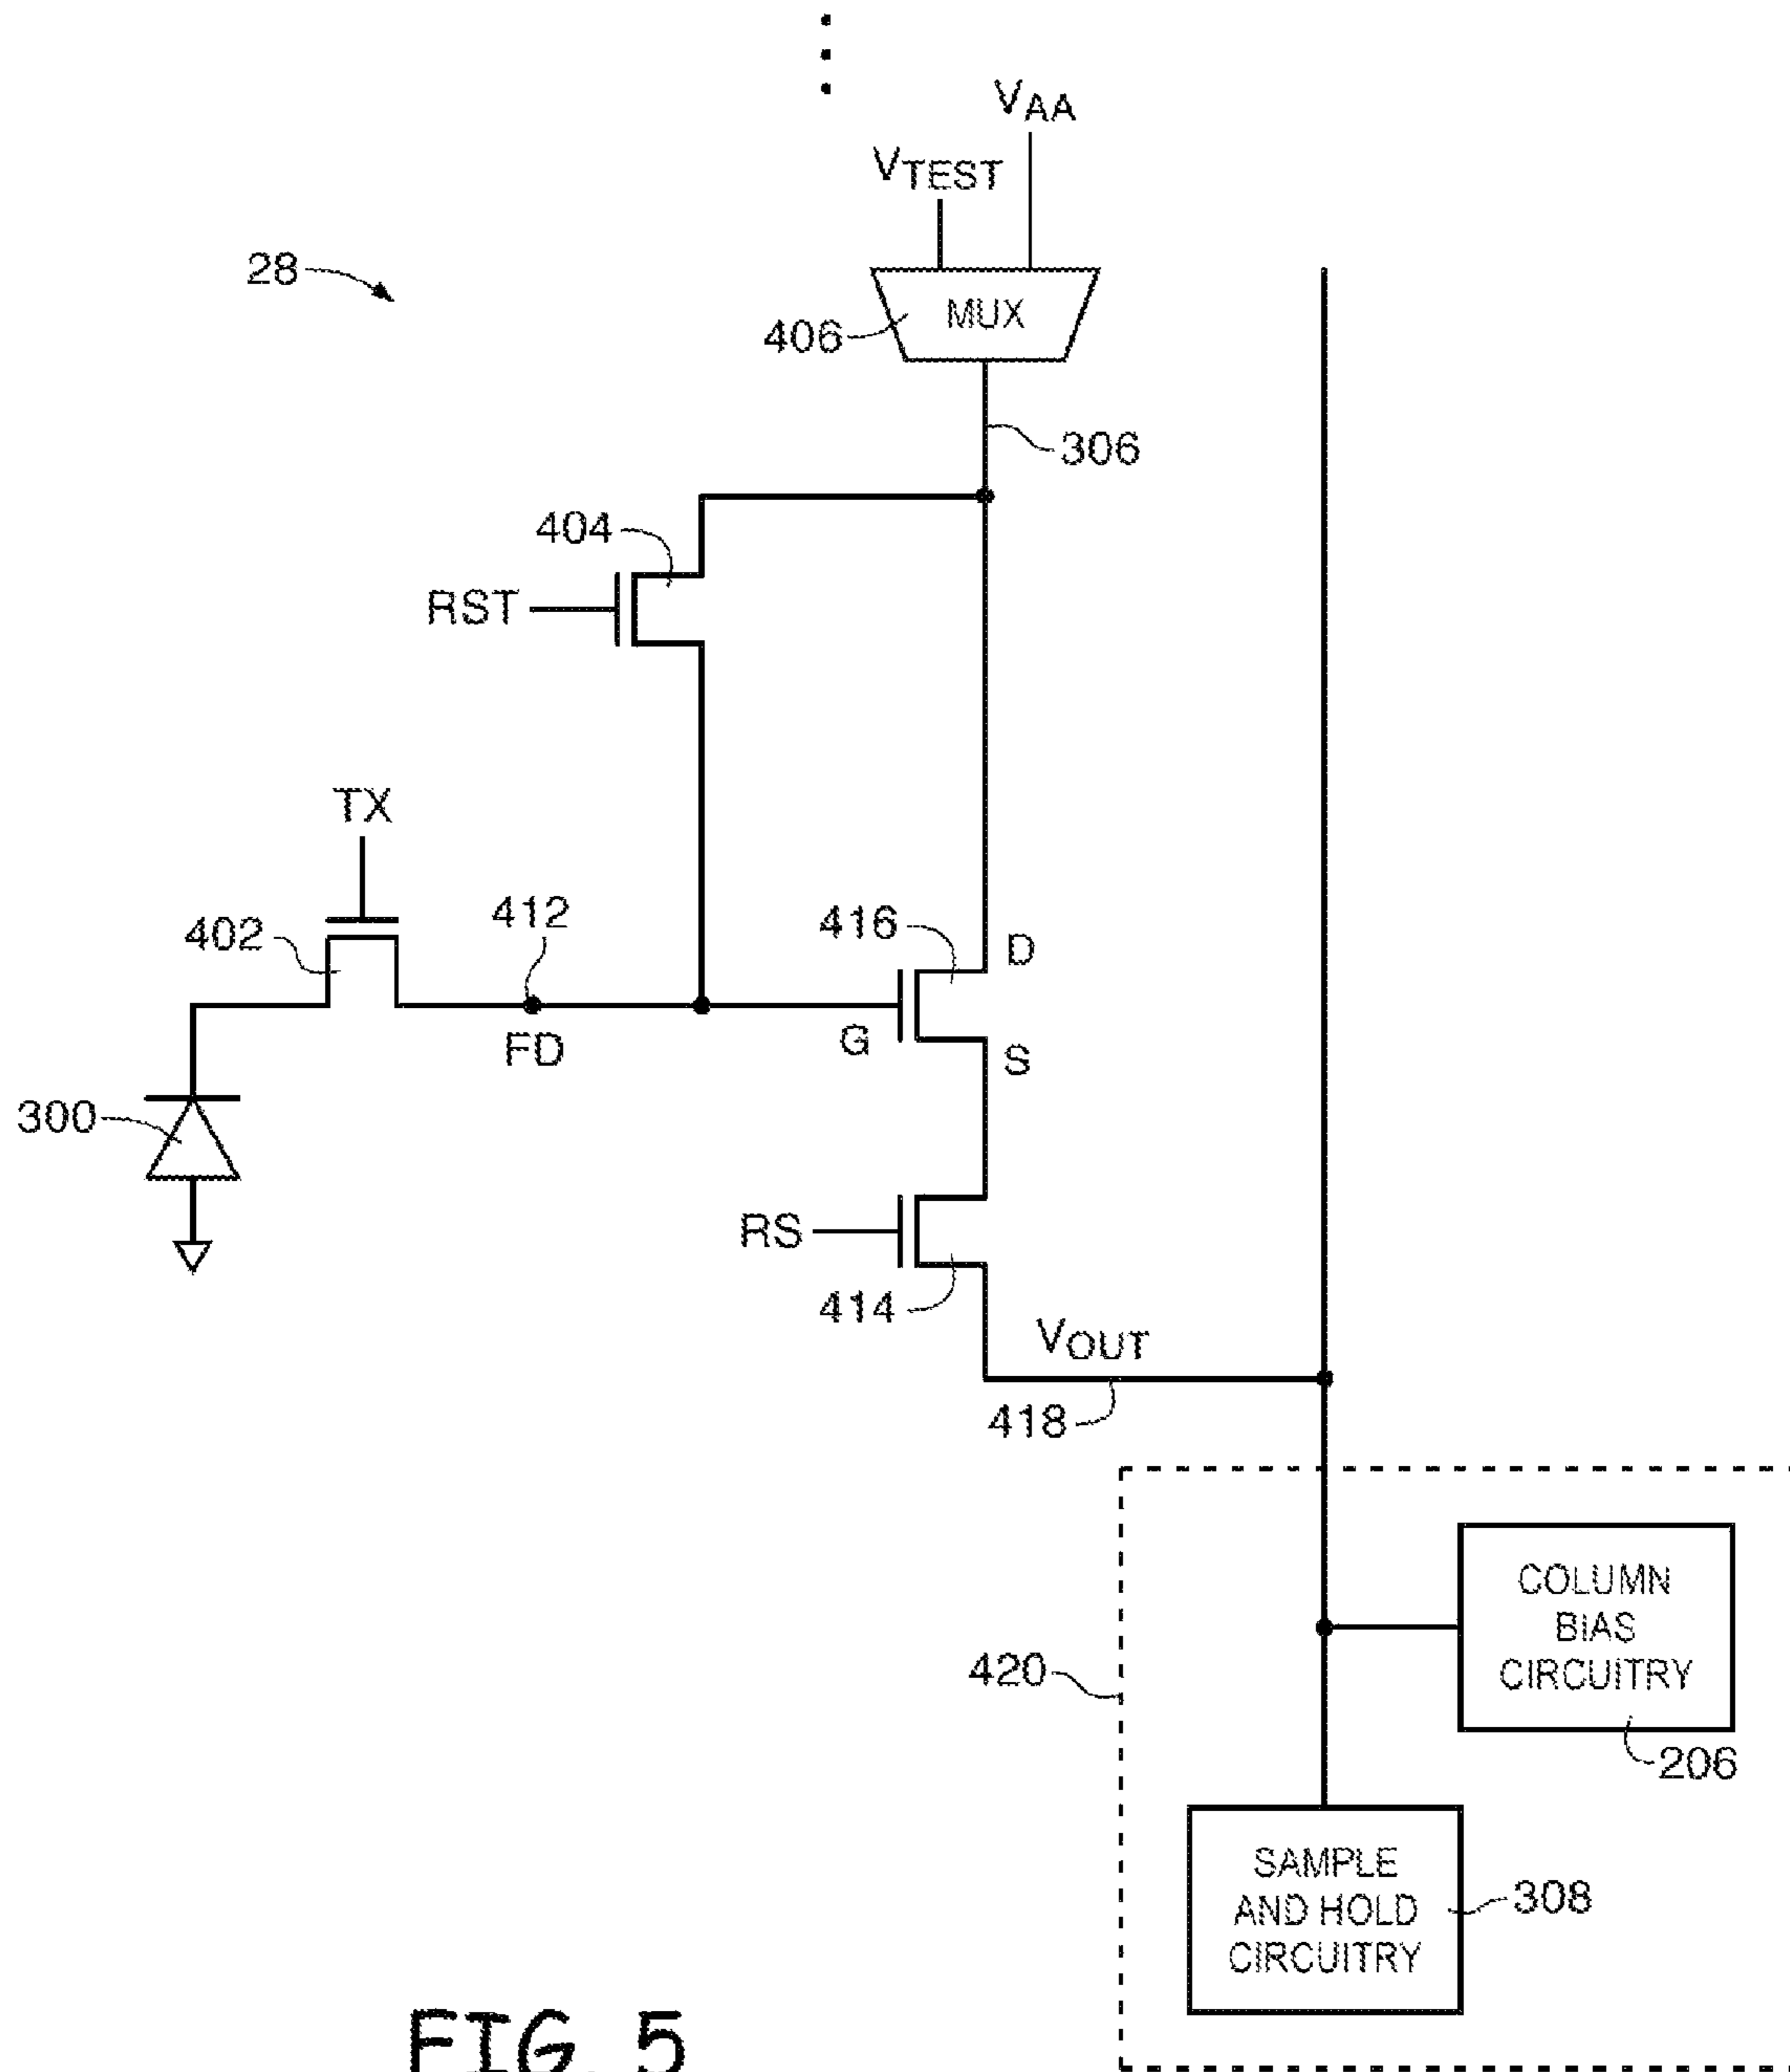 VAA
VTEST
28
MUX
406
306
404
RST
TX
412
416
D
402
FD
G
S
300
RS
414
VOUT
418
COLUMN
BIAS
CIRCUITRY
420
206
SAMPLE
AND HOLD
CIRCUITRY
308
FIG. 5